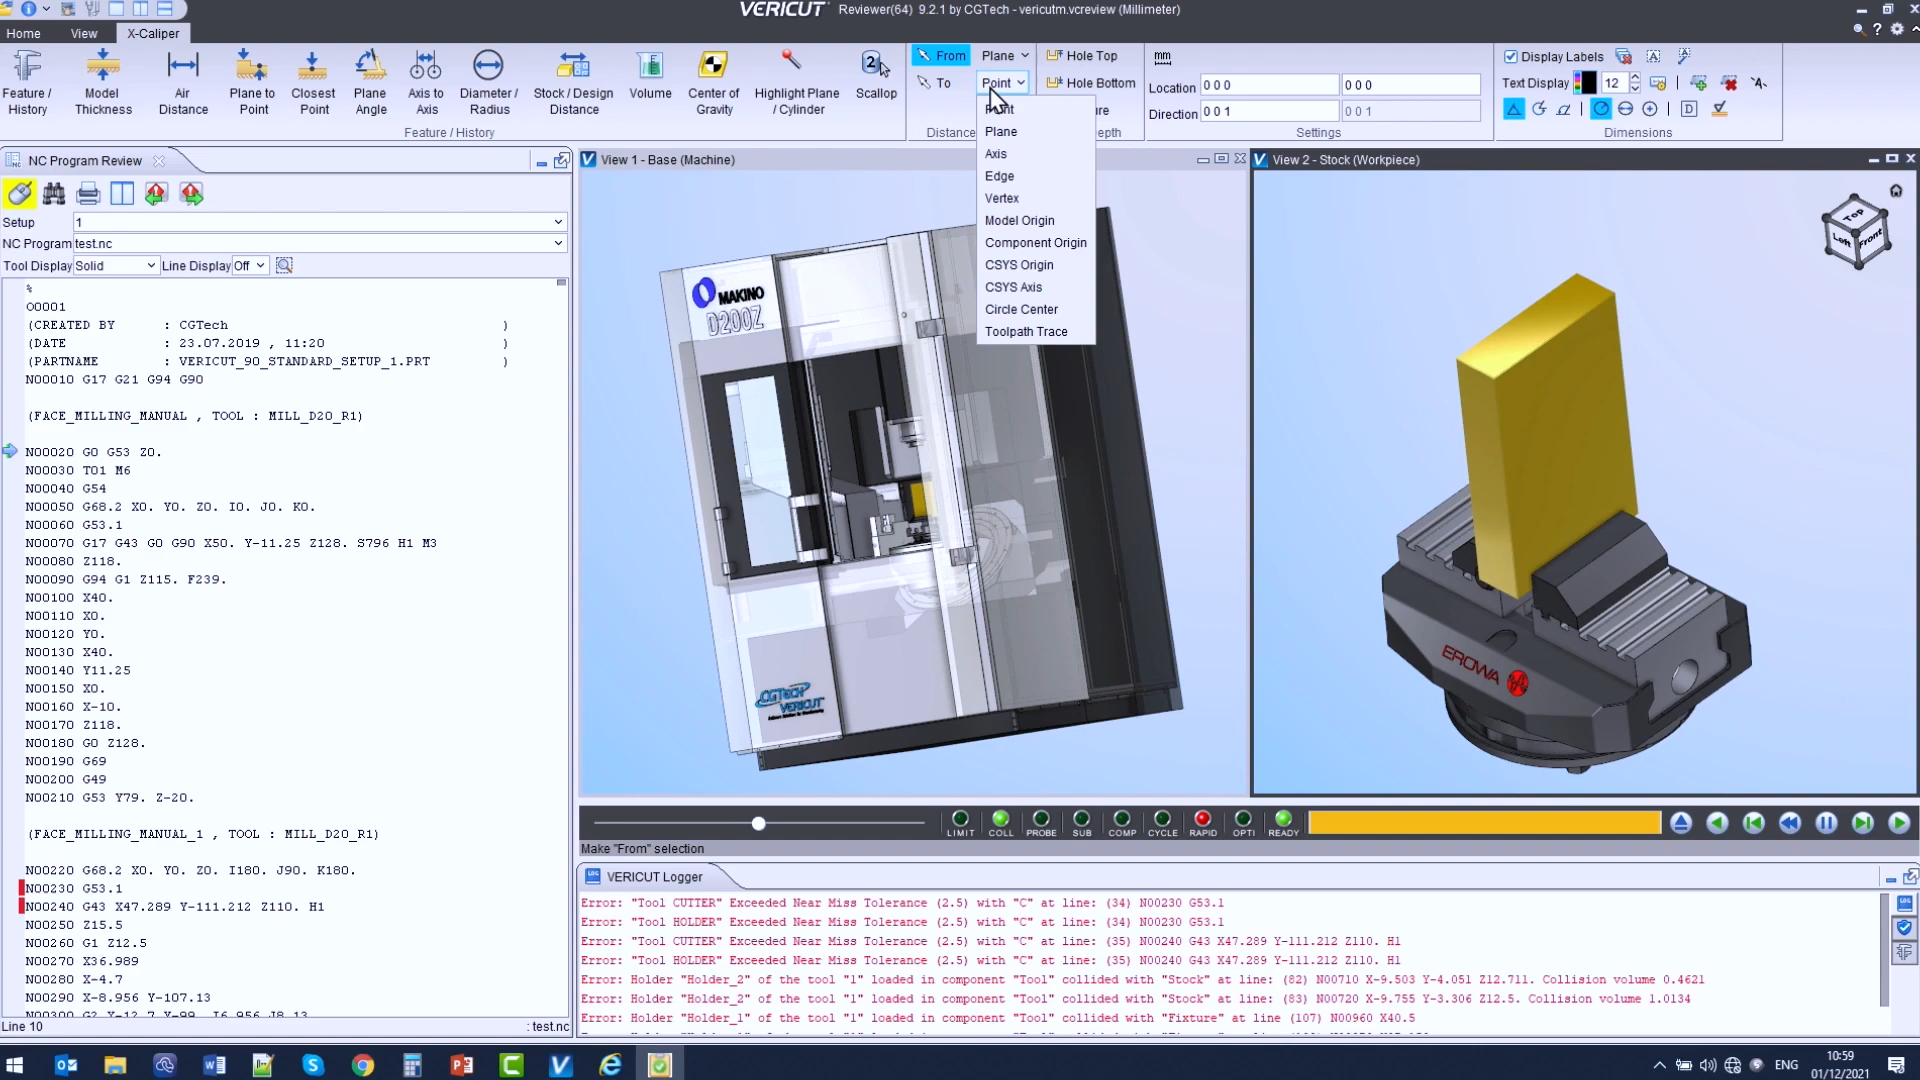 VERICUT Reviewer(64) 9.2.1 by CGTech - vericutm.vcreview (Millimeter)
Home View X-Caliper
Feature / History
Model Thickness
Air Distance
Plane to Point
Closest Point
Plane Angle
Axis to Axis
Diameter / Radius
Stock / Design Distance
Volume
Center of Gravity
Highlight Plane / Cylinder
Scallop
Feature / History
From Plane
To Point
Hole Top
Hole Bottom
Distance
mm
Location 0 0 0 0 0 0
Direction 0 0 1 0 0 1
Settings
Display Labels
Text Display 12
Dimensions
Plane
Axis
Edge
Vertex
Model Origin
Component Origin
CSYS Origin
CSYS Axis
Circle Center
Toolpath Trace
NC Program Review
Setup 1
NC Program test.nc
Tool Display Solid Line Display Off
%
O0001
(CREATED BY : CGTech )
(DATE : 23.07.2019 , 11:20 )
(PARTNAME : VERICUT_90_STANDARD_SETUP_1.PRT )
N00010 G17 G21 G94 G90
(FACE_MILLING_MANUAL , TOOL : MILL_D20_R1)
N00020 G0 G53 Z0.
N00030 T01 M6
N00040 G54
N00050 G68.2 X0. Y0. Z0. I0. J0. K0.
N00060 G53.1
N00070 G17 G43 G0 G90 X50. Y-11.25 Z128. S796 H1 M3
N00080 Z118.
N00090 G94 G1 Z115. F239.
N00100 X40.
N00110 X0.
N00120 Y0.
N00130 X40.
N00140 Y11.25
N00150 X0.
N00160 X-10.
N00170 Z118.
N00180 G0 Z128.
N00190 G69
N00200 G49
N00210 G53 Y79. Z-20.
(FACE_MILLING_MANUAL_1 , TOOL : MILL_D20_R1)
N00220 G68.2 X0. Y0. Z0. I180. J90. K180.
N00230 G53.1
N00240 G43 X47.289 Y-111.212 Z110. H1
N00250 Z15.5
N00260 G1 Z12.5
N00270 X36.989
N00280 X-4.7
N00290 X-8.956 Y-107.13
N00300 G2 X-12.7 Y-99. I6.956 J8.13
Line 10 : test.nc
View 1 - Base (Machine)
MAKINO
D200Z
CGTECH
VERICUT
View 2 - Stock (Workpiece)
Top
Left Front
EROWA
LIMIT COLL PROBE SUB COMP CYCLE RAPID OPTI READY
Make "From" selection
VERICUT Logger
Error: "Tool CUTTER" Exceeded Near Miss Tolerance (2.5) with "C" at line: (34) N00230 G53.1
Error: "Tool HOLDER" Exceeded Near Miss Tolerance (2.5) with "C" at line: (34) N00230 G53.1
Error: "Tool CUTTER" Exceeded Near Miss Tolerance (2.5) with "C" at line: (35) N00240 G43 X47.289 Y-111.212 Z110. H1
Error: "Tool HOLDER" Exceeded Near Miss Tolerance (2.5) with "C" at line: (35) N00240 G43 X47.289 Y-111.212 Z110. H1
Error: Holder "Holder_2" of the tool "1" loaded in component "Tool" collided with "Stock" at line: (82) N00710 X-9.503 Y-4.051 Z12.711. Collision volume 0.4621
Error: Holder "Holder_2" of the tool "1" loaded in component "Tool" collided with "Stock" at line: (83) N00720 X-9.755 Y-3.306 Z12.5. Collision volume 1.0134
Error: Holder "Holder_1" of the tool "1" loaded in component "Tool" collided with "Fixture" at line (107) N00960 X40.5
ENG
10:59
01/12/2021